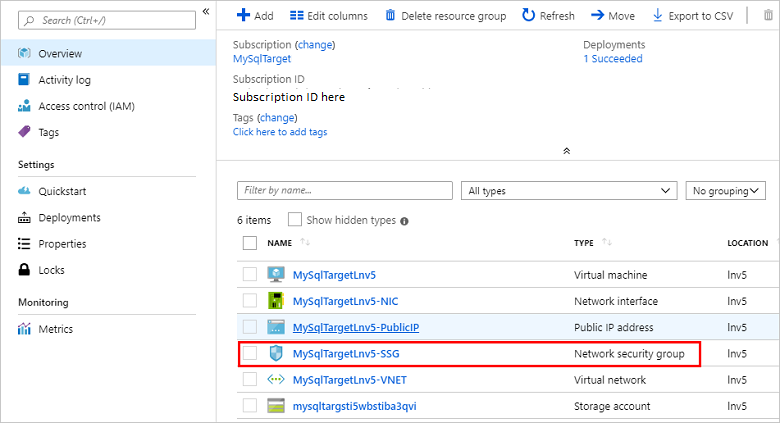 Search (Ctrl+/)
Overview
Activity log
Access control (IAM)
Tags
Settings
Quickstart
Deployments
Properties
Locks
Monitoring
Metrics
Add Edit columns Delete resource group Refresh Move Export to CSV
Subscription (change) Deployments
MySqlTarget 1 Succeeded
Subscription ID
Subscription ID here
Tags (change)
Click here to add tags
Filter by name... All types No grouping
6 items Show hidden types
NAME TYPE LOCATION
MySqlTargetLnv5 Virtual machine lnv5
MySqlTargetLnv5-NIC Network interface lnv5
MySqlTargetLnv5-PublicIP Public IP address lnv5
MySqlTargetLnv5-SSG Network security group lnv5
MySqlTargetLnv5-VNET Virtual network lnv5
mysqltargsti5wbstiba3qvi Storage account lnv5